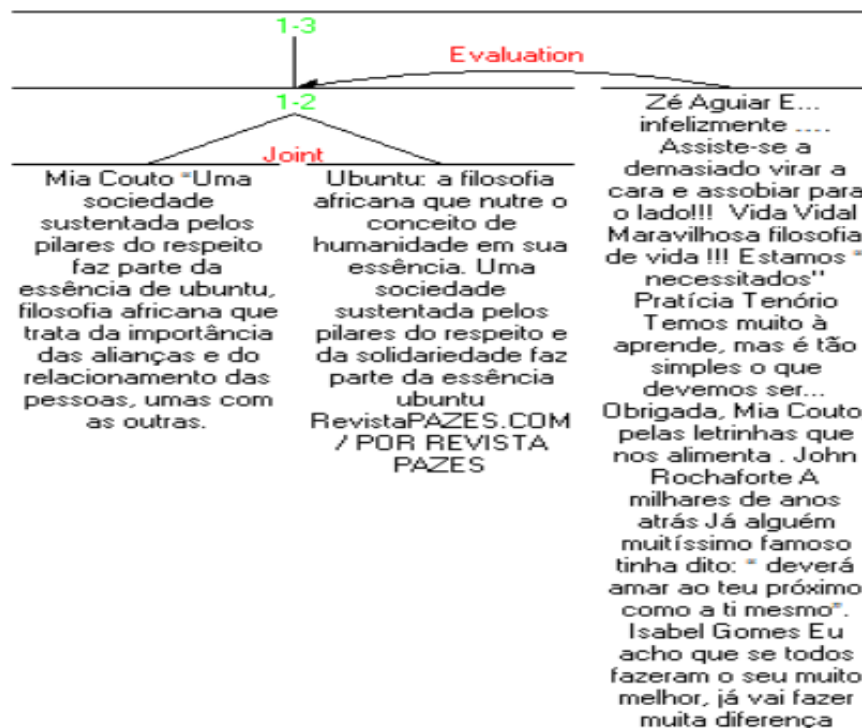 1-3
Evaluation
1-2
Joint
Mia Couto "Uma
sociedade
sustentada pelos
pilares do respeito
faz parte da
essência de ubuntu,
filosofia africana que
trata da importância
das alianças e do
relacionamento das
pessoas, umas com
as outras.
Ubuntu: a filosofia
africana que nutre o
conceito de
humanidade em sua
essência. Uma
sociedade
sustentada pelos
pilares do respeito e
da solidariedade faz
parte da essência
ubuntu
RevistaPAZES.COM
/ POR REVISTA
PAZES
Zé Aguiar E...
infelizmente ....
Assiste-se a
demasiado virar a
cara e assobiar para
o lado!!! Vida Vidal
Maravilhosa filosofia
de vida !!! Estamos "
necessitados''
Pratícia Tenório
Temos muito à
aprende, mas é tão
simples o que
devemos ser...
Obrigada, Mia Couto
pelas letrinhas que
nos alimenta . John
Rochaforte A
milhares de anos
atrás Já alguém
muitíssimo famoso
tinha dito: " deverá
amar ao teu próximo
como a ti mesmo".
Isabel Gomes Eu
acho que se todos
fazeram o seu muito
melhor, já vai fazer
muita diferença